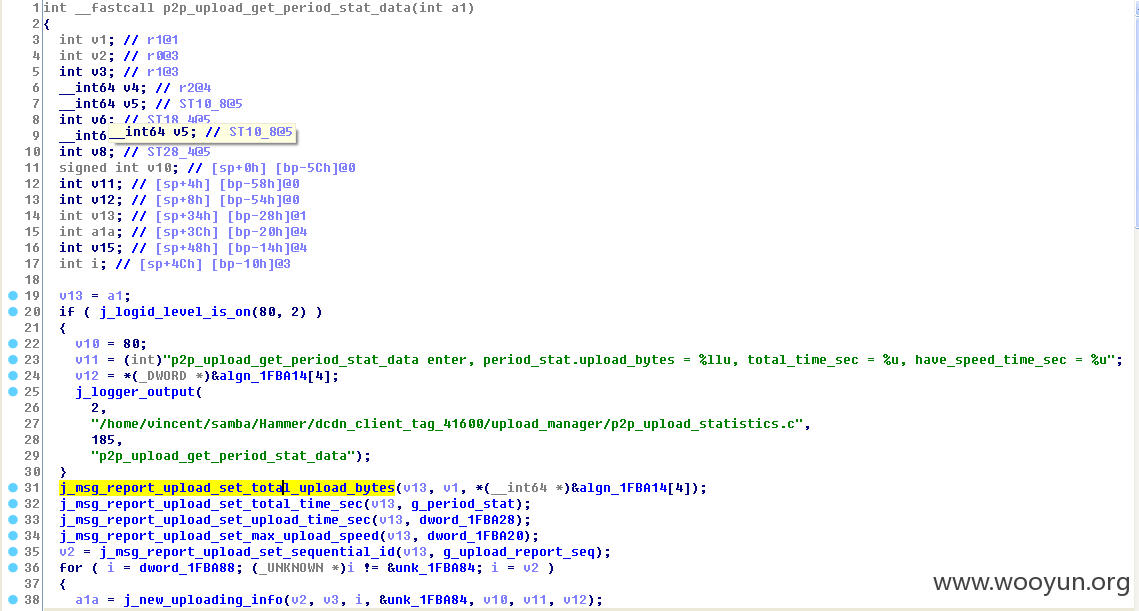 1 int __fastcall p2p_upload_get_period_stat_data(int a1)
2 {
3 int v1; // r1@1
4 int v2; // r0@3
5 int v3; // r1@3
6 __int64 v4; // r2@4
7 __int64 v5; // ST10_8@5
8 int v6; // ST18_4@5
9 __int6 __int64 v5; // ST10_8@5
10 int v8; // ST28_4@5
11 signed int v10; // [sp+0h] [bp-5Ch]@0
12 int v11; // [sp+4h] [bp-58h]@0
13 int v12; // [sp+8h] [bp-54h]@0
14 int v13; // [sp+34h] [bp-28h]@1
15 int a1a; // [sp+3Ch] [bp-20h]@4
16 int v15; // [sp+48h] [bp-14h]@4
17 int i; // [sp+4Ch] [bp-10h]@3
18
19 v13 = a1;
20 if ( j_logid_level_is_on(80, 2) )
21 {
22 v10 = 80;
23 v11 = (int)"p2p_upload_get_period_stat_data enter, period_stat.upload_bytes = %llu, total_time_sec = %u, have_speed_time_sec = %u";
24 v12 = *(_DWORD *)&algn_1FBA14[4];
25 j_logger_output(
26 2,
27 "/home/vincent/samba/Hammer/dcdn_client_tag_41600/upload_manager/p2p_upload_statistics.c",
28 185,
29 "p2p_upload_get_period_stat_data");
30 }
31 j_msg_report_upload_set_total_upload_bytes(v13, v1, *(__int64 *)&algn_1FBA14[4]);
32 j_msg_report_upload_set_total_time_sec(v13, g_period_stat);
33 j_msg_report_upload_set_upload_time_sec(v13, dword_1FBA28);
34 j_msg_report_upload_set_max_upload_speed(v13, dword_1FBA20);
35 v2 = j_msg_report_upload_set_sequential_id(v13, g_upload_report_seq);
36 for ( i = dword_1FBA88; (_UNKNOWN *)i != &unk_1FBA84; i = v2 )
37 {
38 a1a = j_new_uploading_info(v2, v3, i, &unk_1FBA84, v10, v11, v12);
www.wooyun.org